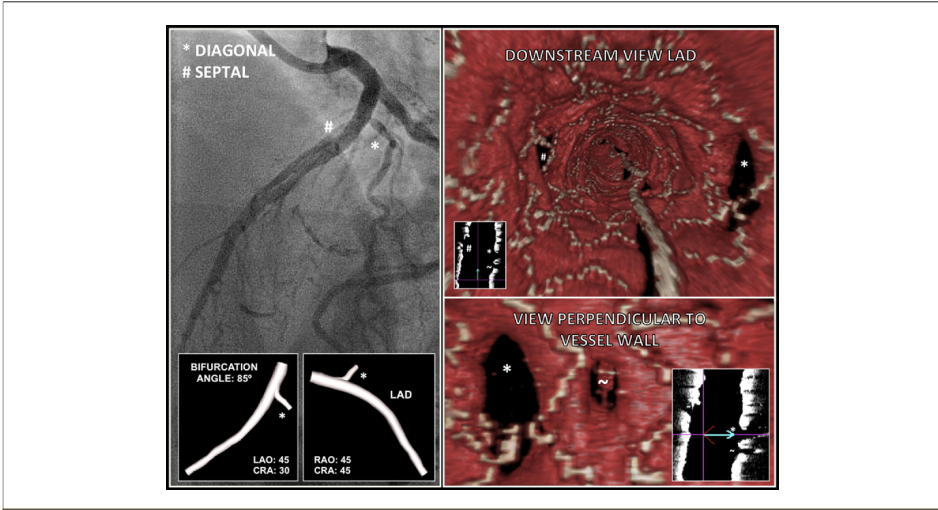 * DIAGONAL
# SEPTAL
#
*
BIFURCATION
ANGLE: 85º
*
LAO: 45
CRA: 30
*
LAD
RAO: 45
CRA: 45
DOWNSTREAM VIEW LAD
#
*
#
*
~
VIEW PERPENDICULAR TO
VESSEL WALL
*
~
*
~